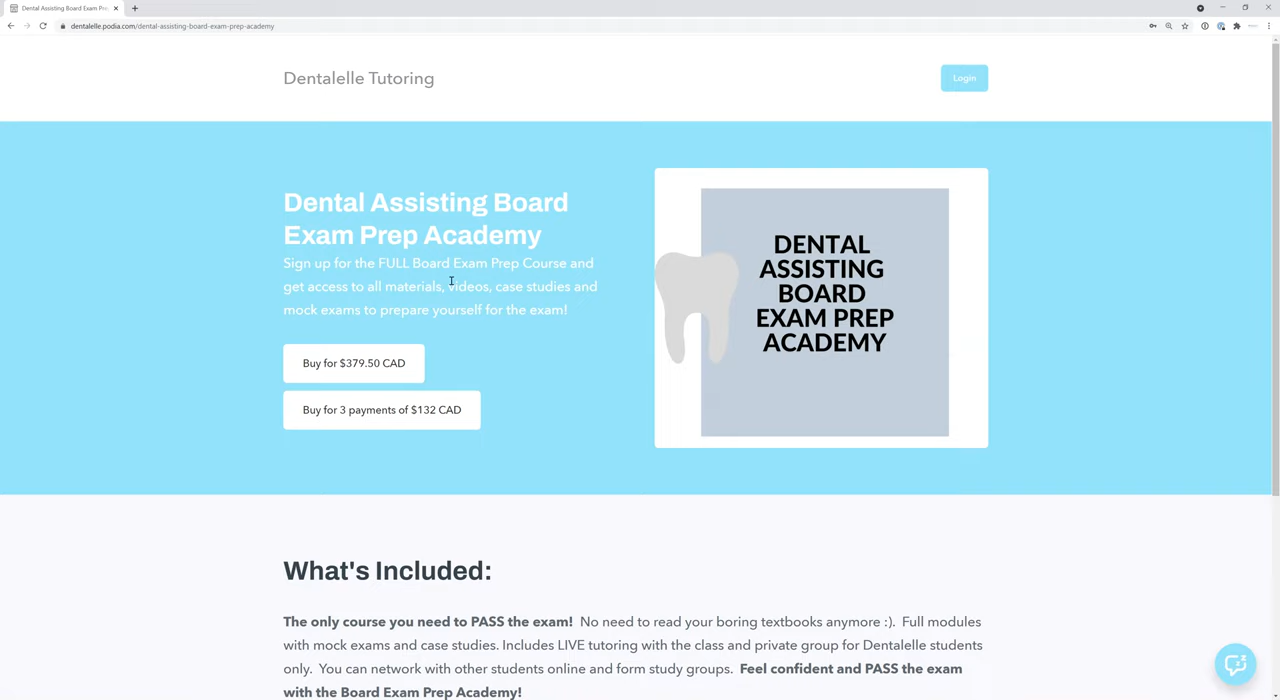 Dental Assisting Board Exam Pre
dentalelle.podia.com/dental-assisting-board-exam-prep-academy
Dentalelle Tutoring
Login
Dental Assisting Board
Exam Prep Academy
Sign up for the FULL Board Exam Prep Course and
get access to all materials, videos, case studies and
mock exams to prepare yourself for the exam!
Buy for $379.50 CAD
Buy for 3 payments of $132 CAD
DENTAL
ASSISTING
BOARD
EXAM PREP
ACADEMY
What's Included:
The only course you need to PASS the exam! No need to read your boring textbooks anymore :). Full modules
with mock exams and case studies. Includes LIVE tutoring with the class and private group for Dentalelle students
only. You can network with other students online and form study groups. Feel confident and PASS the exam
with the Board Exam Prep Academy!